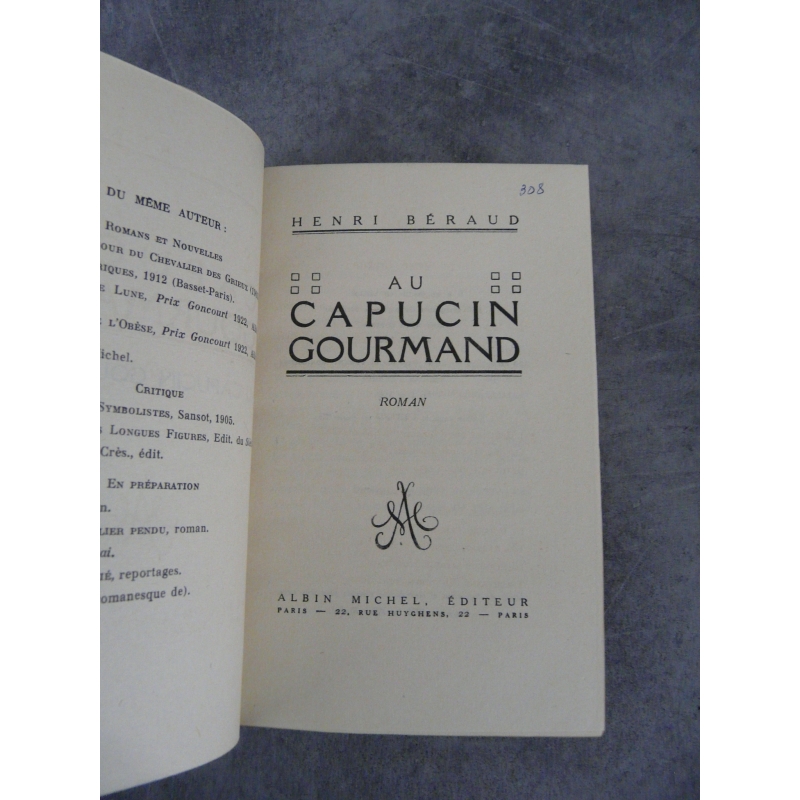 DU MÊME AUTEUR :
ROMANS ET NOUVELLES
OUR DU CHEVALIER DES GRIEUX
RIQUES, 1912 (Basset-Paris).
E LUNE, Prix Goncourt 1922,
E L'OBÈSE, Prix Goncourt 1922,
ichel.
CRITIQUE
SYMBOLISTES, Sansot, 1905.
S LONGUES FIGURES, Edit. du
Crès., édit.
EN PRÉPARATION
n.
LIER PENDU, roman.
ai.
IÉ, reportages.
omanesque de).
308
HENRI BÉRAUD
AU
CAPUCIN
GOURMAND
ROMAN
AM
ALBIN MICHEL, ÉDITEUR
PARIS — 22, RUE HUYGHENS, 22 — PARIS